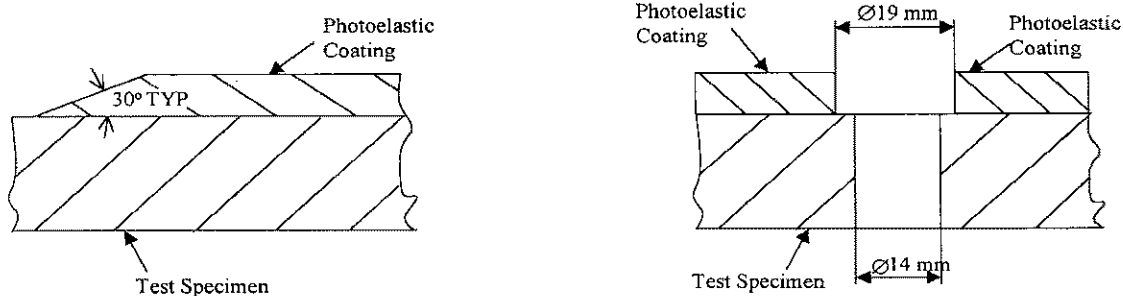 Photoelastic
Coating
30° TYP
Test Specimen
Photoelastic
Coating
Ø19 mm
Photoelastic
Coating
Test Specimen
Ø14 mm